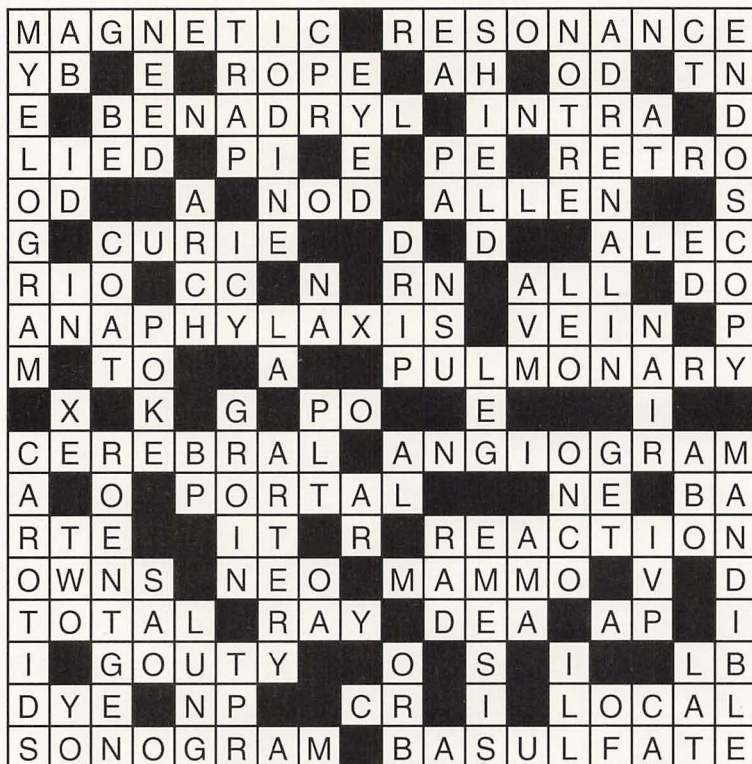 MAGNETIC RESONANCE
YB E ROPE AH OD TN
E BENADRYL INTRA D
LIED PI E PE RETRO
OD A NOD ALLEN S
G CURIE D D ALEC
RIO CC N RN ALL DO
ANAPHYLAXIS VEIN P
M TO A PULMONARY
X K G PO E I
CEREBRAL ANGIOGRAM
A O PORTAL NE BA
RTE IT R REACTION
OWNS NEO MAMMO V D
TOTAL RAY DEA AP I
I GOUTY O S I LB
DYE NP CR I LOCAL
SONOGRAM BASULFATE